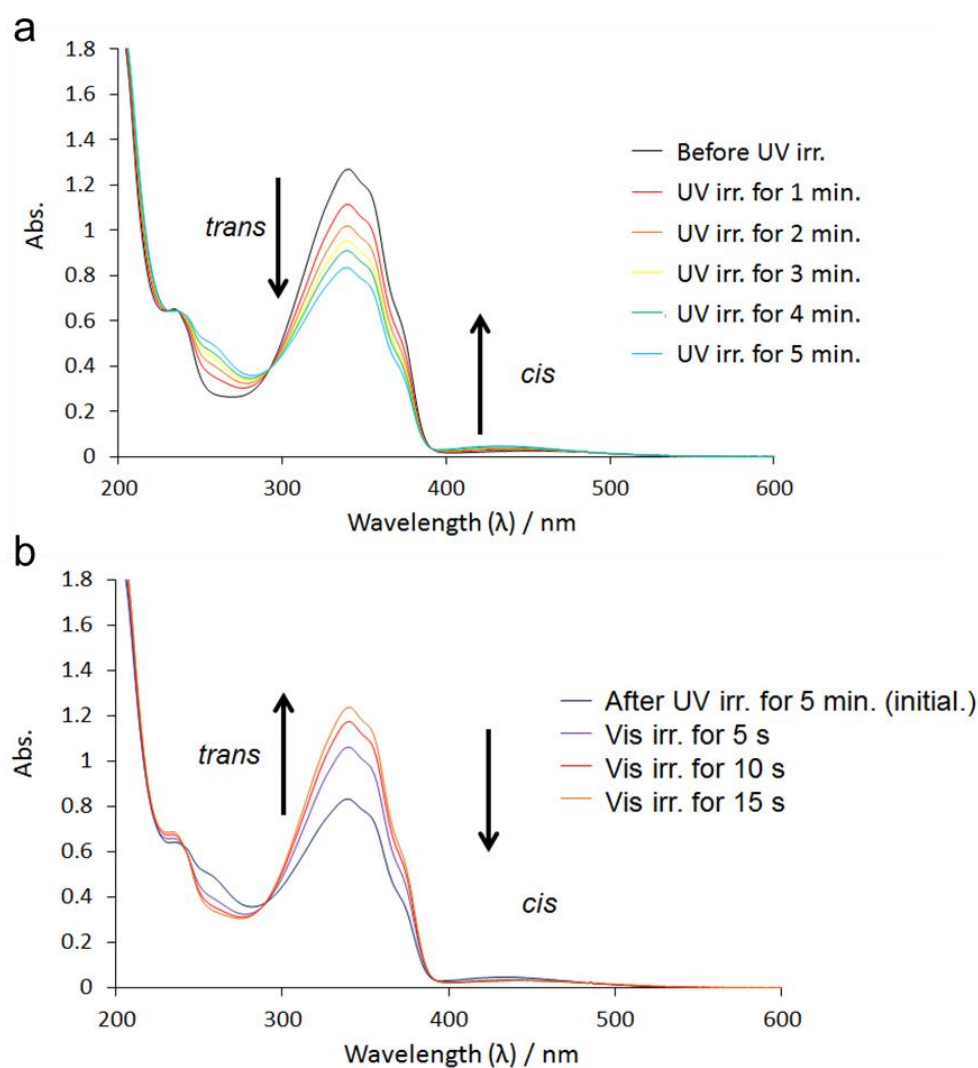 a
1.8
1.6
1.4
1.2
1
0.8
0.6
0.4
0.2
0
Abs.
200 300 400 500 600
Wavelength (λ) / nm
trans
cis
Before UV irr.
UV irr. for 1 min.
UV irr. for 2 min.
UV irr. for 3 min.
UV irr. for 4 min.
UV irr. for 5 min.
b
1.8
1.6
1.4
1.2
1
0.8
0.6
0.4
0.2
0
Abs.
200 300 400 500 600
Wavelength (λ) / nm
trans
cis
After UV irr. for 5 min. (initial.)
Vis irr. for 5 s
Vis irr. for 10 s
Vis irr. for 15 s